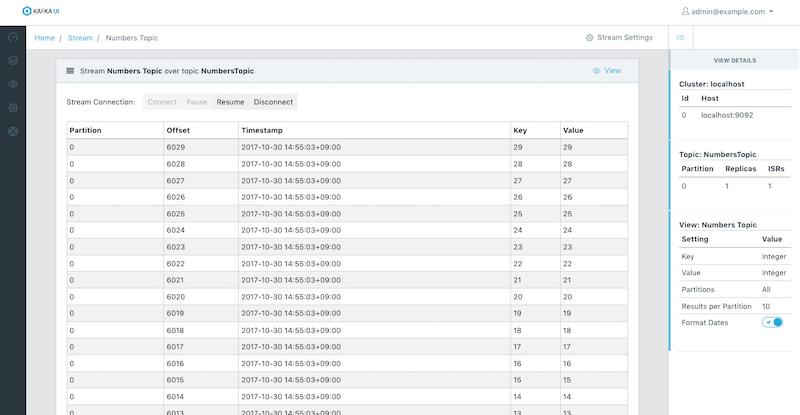 KAFKA UI
admin@example.com
Home / Stream / Numbers Topic
Stream Settings
Stream Numbers Topic over topic NumbersTopic
View
Stream Connection: Connect Pause Resume Disconnect
Partition Offset Timestamp Key Value
0 6029 2017-10-30 14:55:03+09:00 29 29
0 6028 2017-10-30 14:55:03+09:00 28 28
0 6027 2017-10-30 14:55:03+09:00 27 27
0 6026 2017-10-30 14:55:03+09:00 26 26
0 6025 2017-10-30 14:55:03+09:00 25 25
0 6024 2017-10-30 14:55:03+09:00 24 24
0 6023 2017-10-30 14:55:03+09:00 23 23
0 6022 2017-10-30 14:55:03+09:00 22 22
0 6021 2017-10-30 14:55:03+09:00 21 21
0 6020 2017-10-30 14:55:03+09:00 20 20
0 6019 2017-10-30 14:55:03+09:00 19 19
0 6018 2017-10-30 14:55:03+09:00 18 18
0 6017 2017-10-30 14:55:03+09:00 17 17
0 6016 2017-10-30 14:55:03+09:00 16 16
0 6015 2017-10-30 14:55:03+09:00 15 15
0 6014 2017-10-30 14:55:03+09:00 14 14
0 6013 2017-10-30 14:55:03+09:00 13 13
VIEW DETAILS
Cluster: localhost
Id Host
0 localhost:9092
Topic: NumbersTopic
Partition Replicas ISRs
0 1 1
View: Numbers Topic
Setting Value
Key Integer
Value Integer
Partitions All
Results per Partition 10
Format Dates